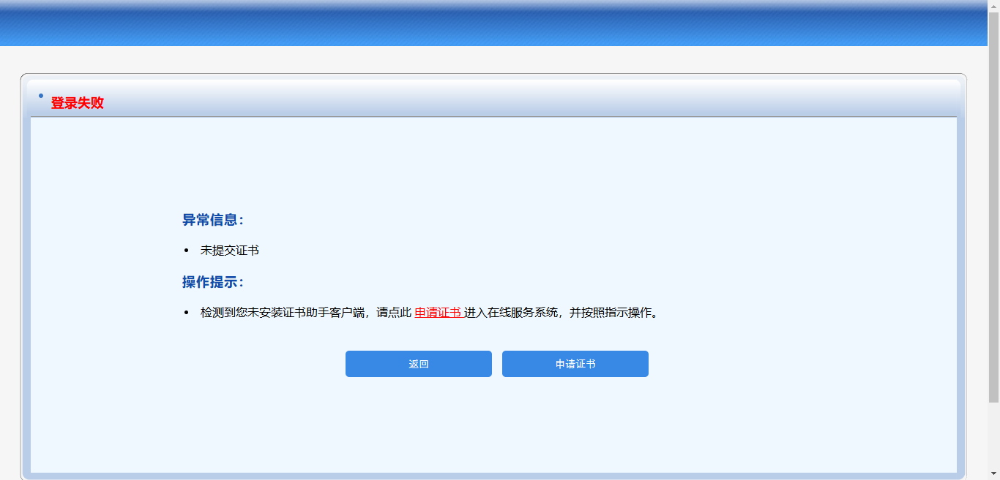 登录失败
异常信息：
未提交证书
操作提示：
检测到您未安装证书助手客户端，请点此 申请证书 进入在线服务系统，并按照指示操作。
返回 申请证书